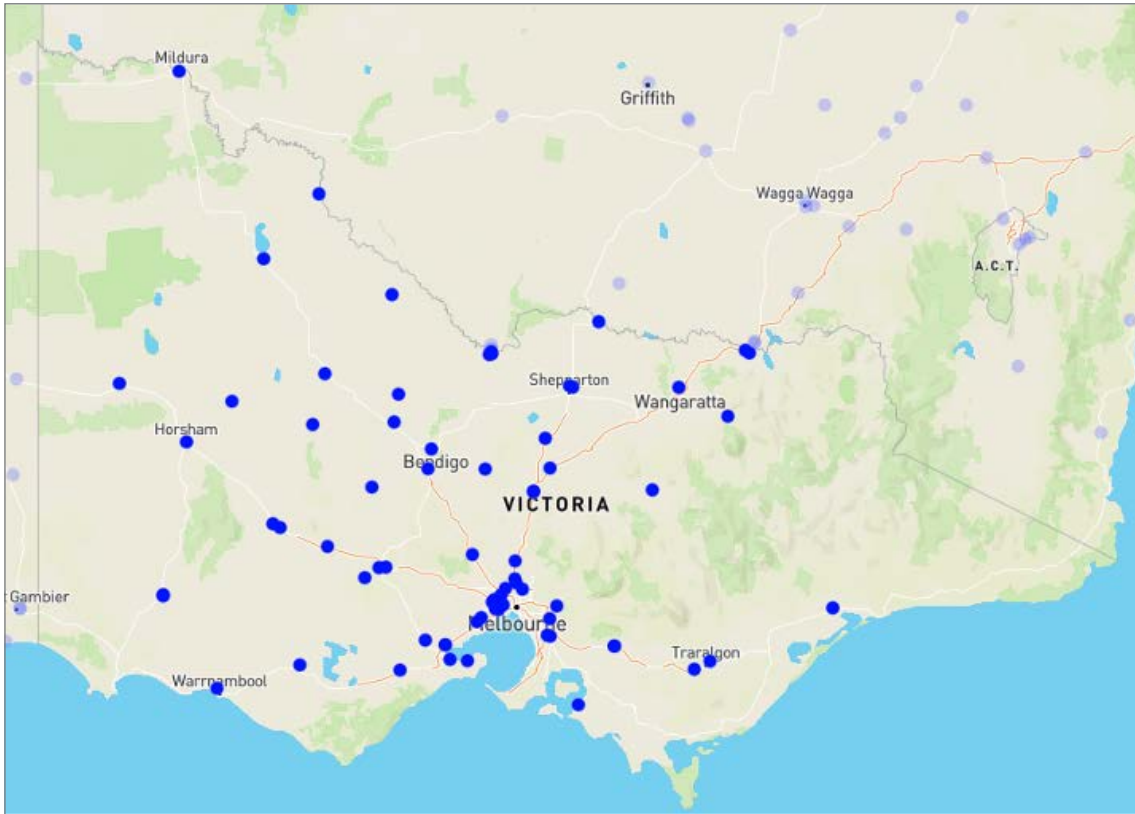 Mildura
Griffith
Wagga Wagga
A.C.T.
Shepparton
Wangaratta
Horsham
Bendigo
VICTORIA
t Gambier
Melbourne
Traralgon
Warrnambool